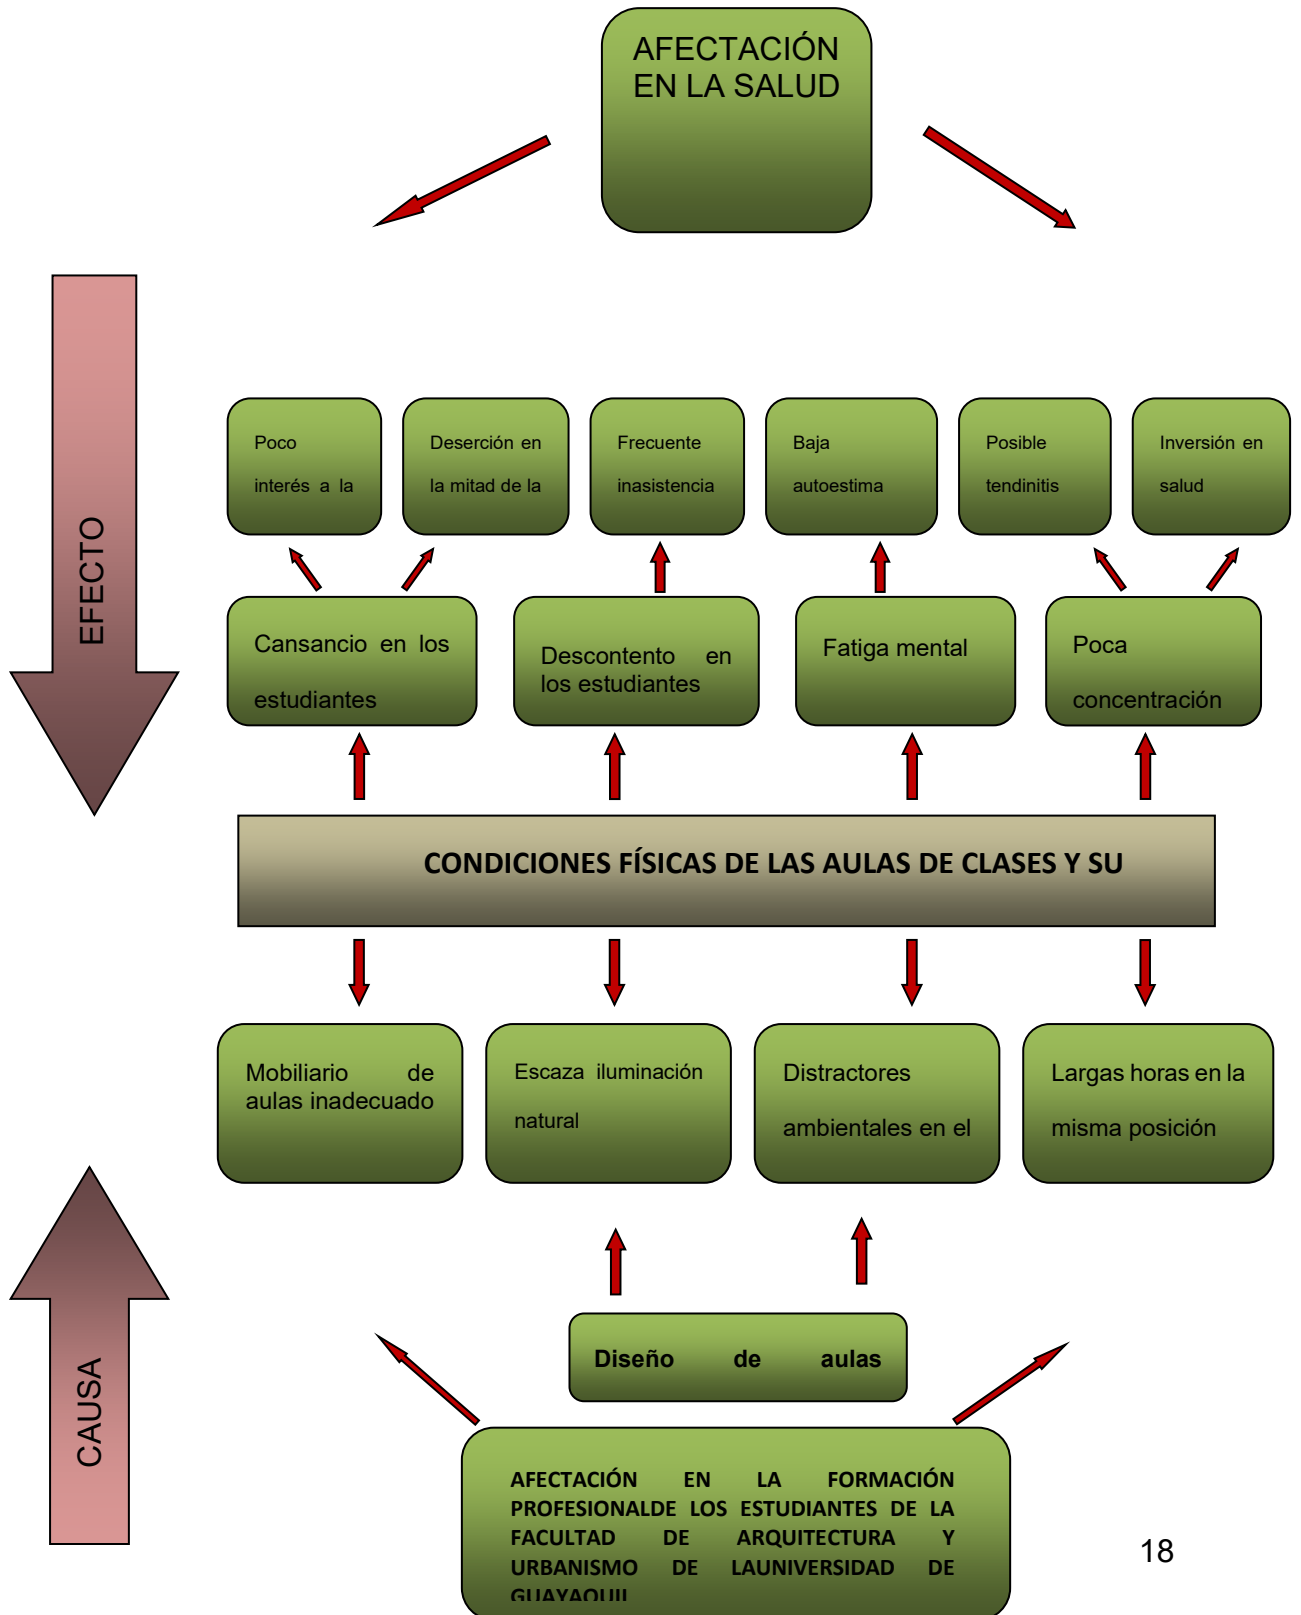 AFECTACIÓN
EN LA SALUD
EFECTO
Poco
interés a la
Deserción en
la mitad de la
Frecuente
inasistencia
Baja
autoestima
Posible
tendinitis
Inversión en
salud
Cansancio en los
estudiantes
Descontento en
los estudiantes
Fatiga mental
Poca
concentración
CONDICIONES FÍSICAS DE LAS AULAS DE CLASES Y SU
Mobiliario de
aulas inadecuado
Escaza iluminación
natural
Distractores
ambientales en el
Largas horas en la
misma posición
CAUSA
Diseño de aulas
AFECTACIÓN EN LA FORMACIÓN
PROFESIONALDE LOS ESTUDIANTES DE LA
FACULTAD DE ARQUITECTURA Y
URBANISMO DE LAUNIVERSIDAD DE
GUAYAQUIL
18